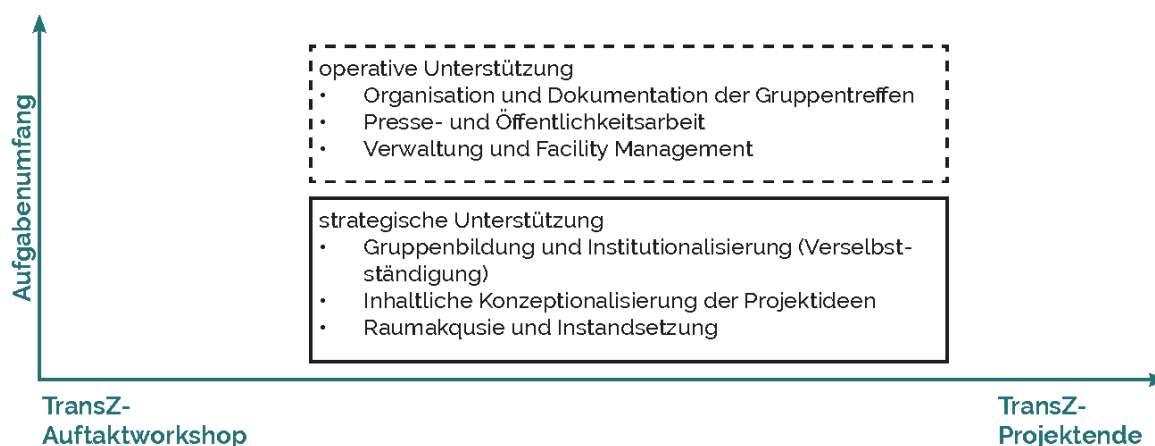 Aufgabenumfang
operative Unterstützung
• Organisation und Dokumentation der Gruppentreffen
• Presse- und Öffentlichkeitsarbeit
• Verwaltung und Facility Management
strategische Unterstützung
• Gruppenbildung und Institutionalisierung (Verselbst-
ständigung)
• Inhaltliche Konzeptionalisierung der Projektideen
• Raumakqusie und Instandsetzung
TransZ-
Auftaktworkshop
TransZ-
Projektende